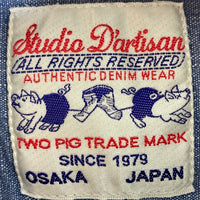 Studio D'artisan
(ALL RIGHTS RESERVED)
AUTHENTIC DENIM WEAR
TWO PIG TRADE MARK
SINCE 1979
OSAKA JAPAN